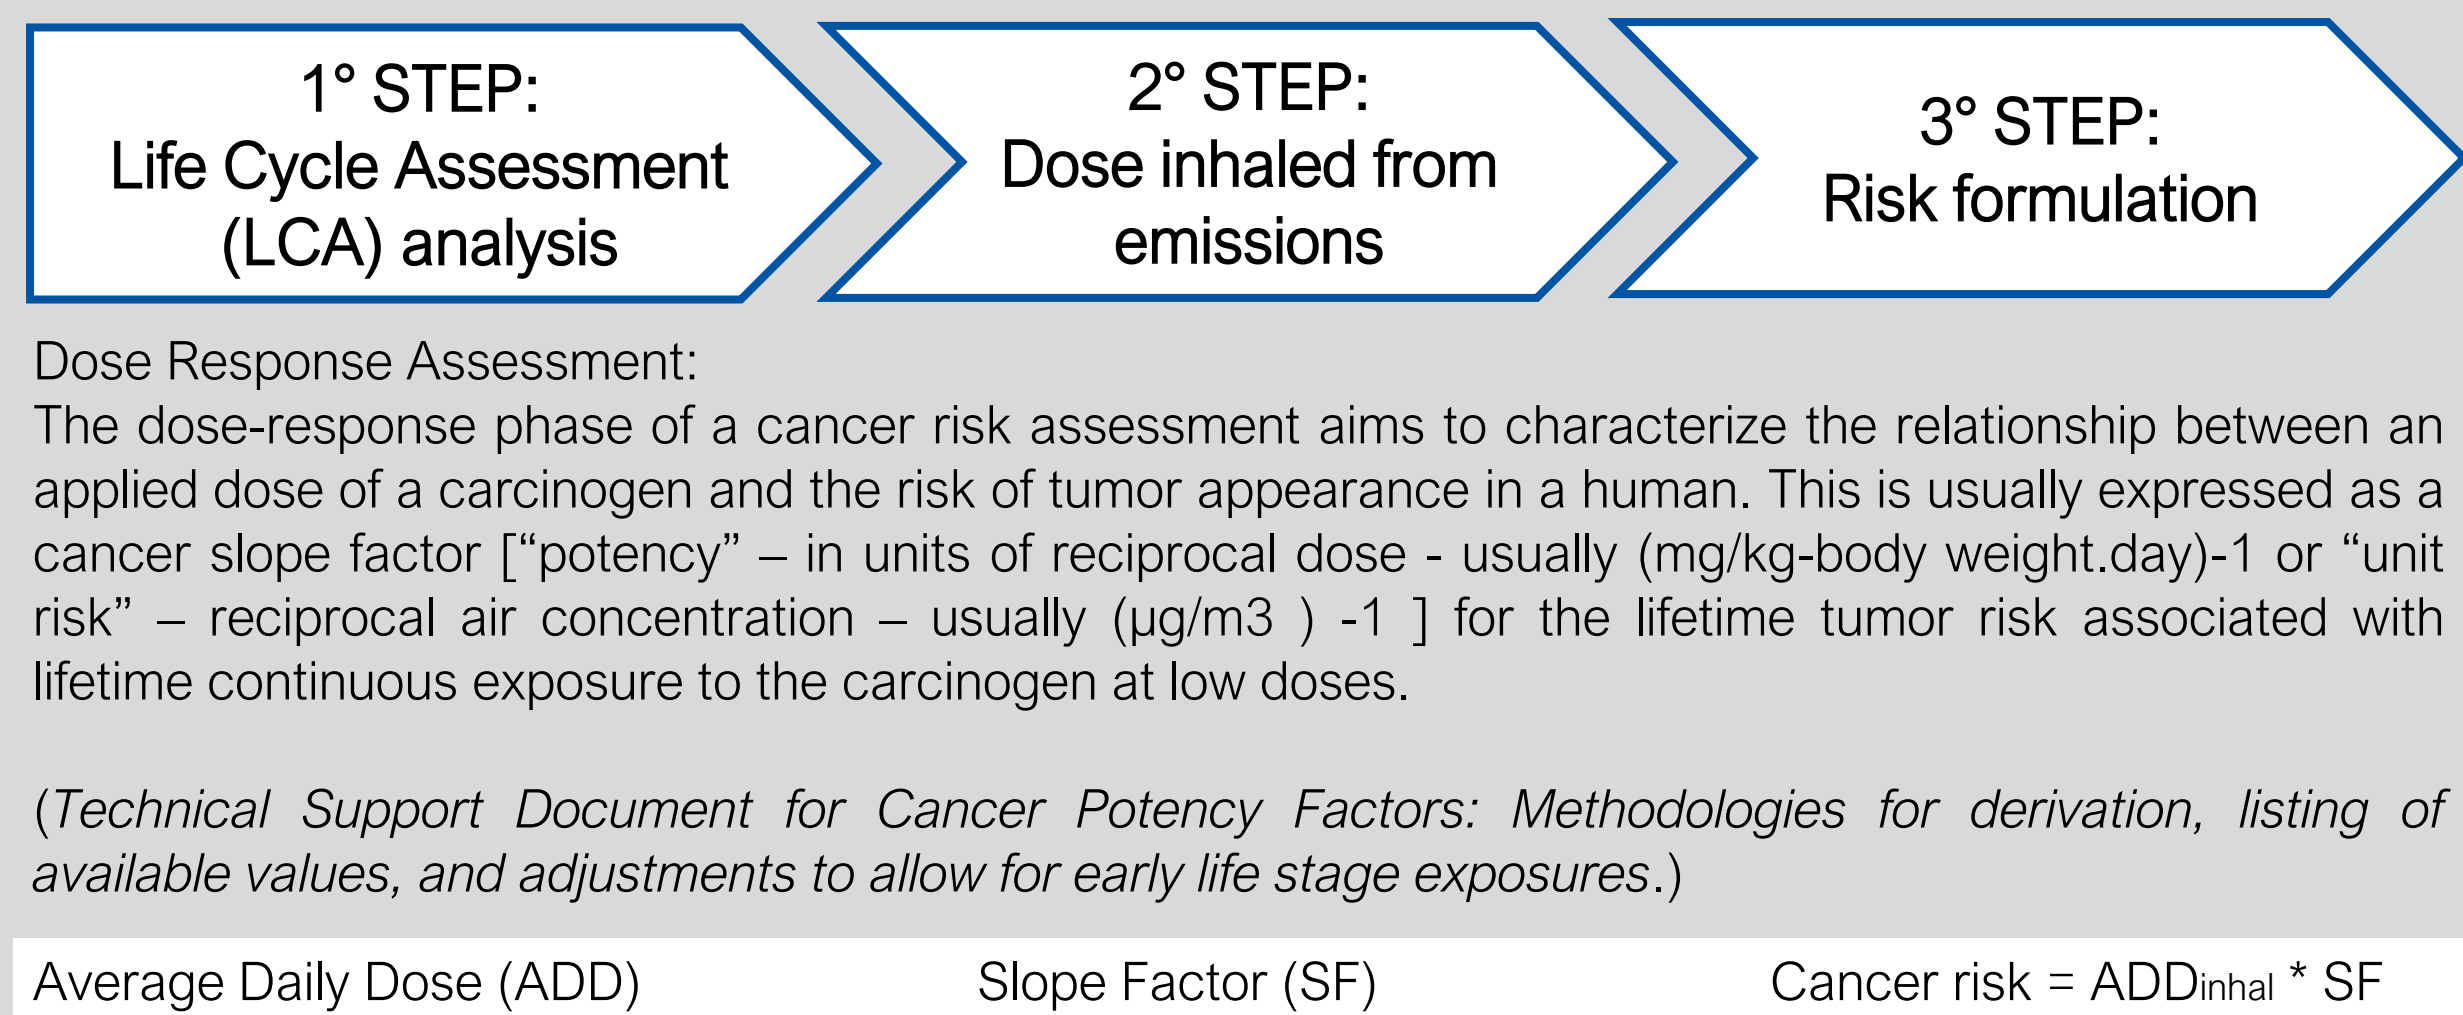 1° STEP:
Life Cycle Assessment
(LCA) analysis
2° STEP:
Dose inhaled from
emissions
3° STEP:
Risk formulation
Dose Response Assessment:
The dose-response phase of a cancer risk assessment aims to characterize the relationship between an
applied dose of a carcinogen and the risk of tumor appearance in a human. This is usually expressed as a
cancer slope factor [“potency” – in units of reciprocal dose - usually (mg/kg-body weight.day)-1 or “unit
risk” – reciprocal air concentration – usually (µg/m3 ) -1 ] for the lifetime tumor risk associated with
lifetime continuous exposure to the carcinogen at low doses.
(Technical Support Document for Cancer Potency Factors: Methodologies for derivation, listing of
available values, and adjustments to allow for early life stage exposures.)
Average Daily Dose (ADD) Slope Factor (SF) Cancer risk = ADDinhal * SF